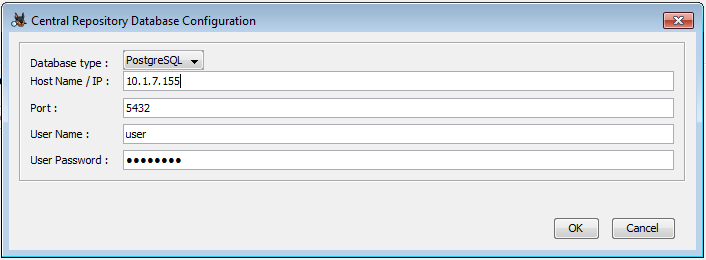 Central Repository Database Configuration
Database type : PostgreSQL
Host Name / IP : 10.1.7.155
Port : 5432
User Name : user
User Password : ●●●●●●●●
OK Cancel